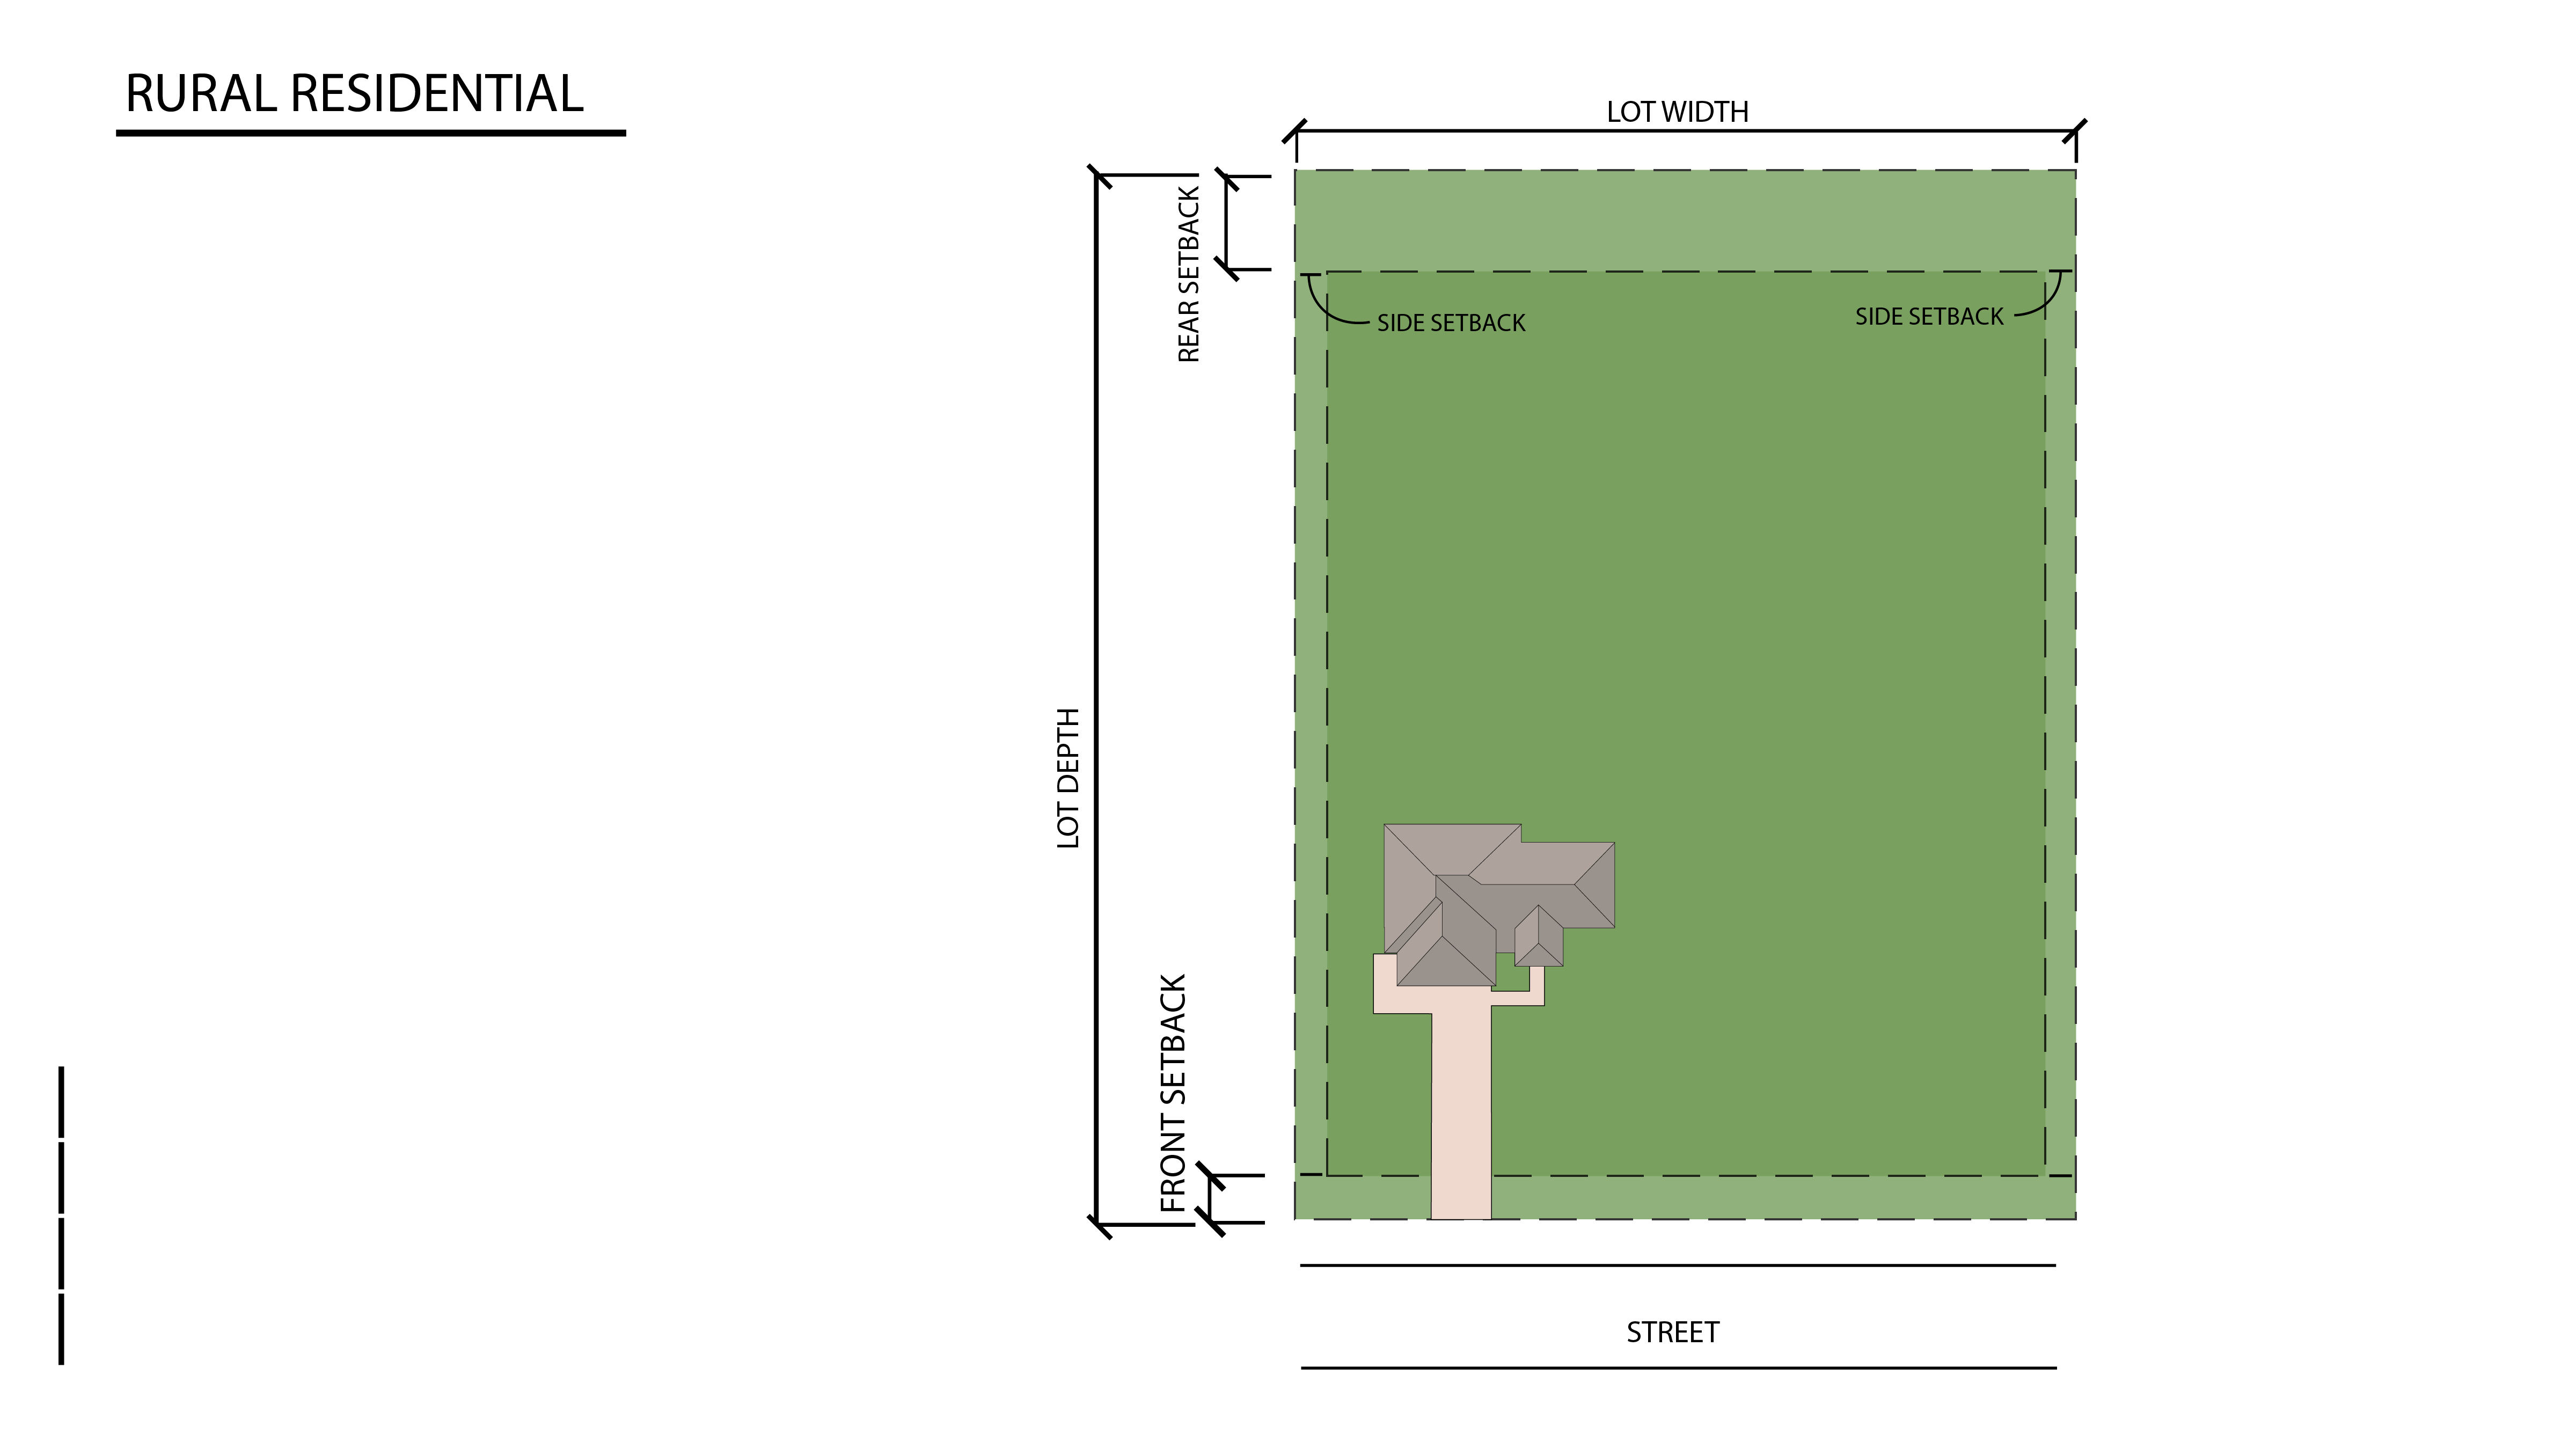 RURAL RESIDENTIAL
LOT WIDTH
REAR SETBACK
SIDE SETBACK
SIDE SETBACK
LOT DEPTH
FRONT SETBACK
STREET